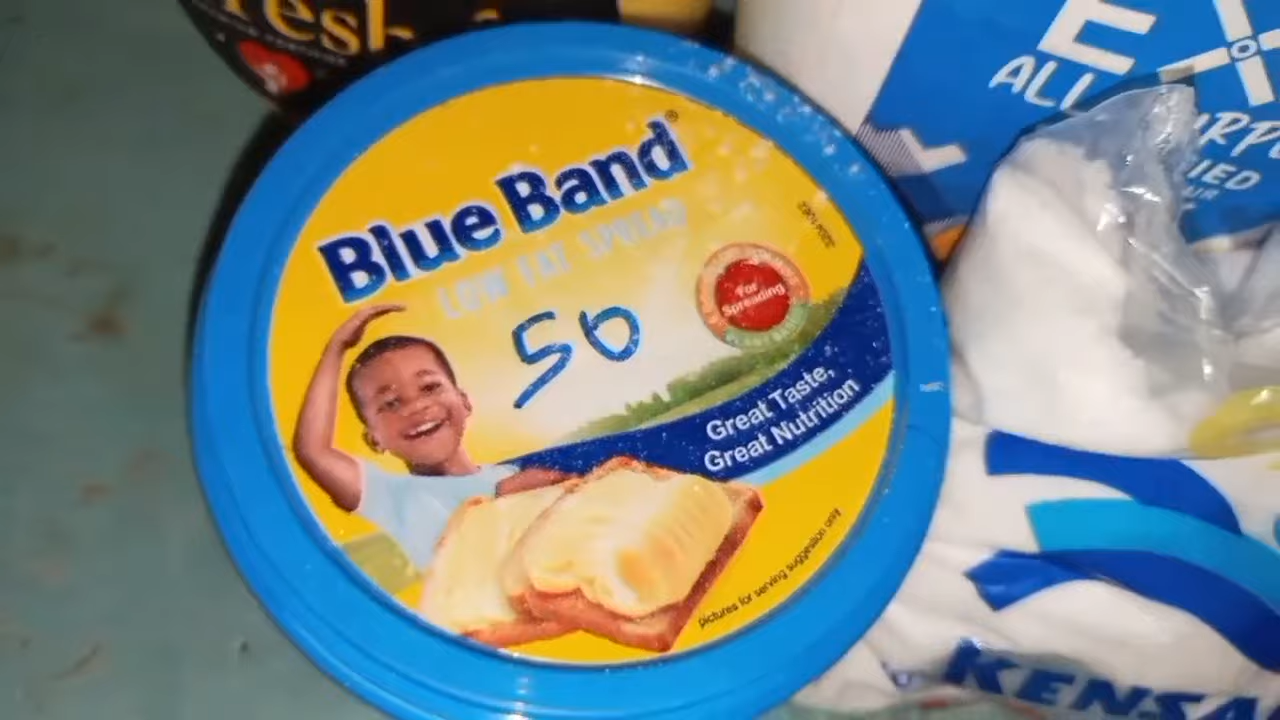 Blue Band®
LOW FAT SPREAD
50
For
Spreading
Great Taste,
Great Nutrition
pictures for serving suggestion only
ALL
KENSA